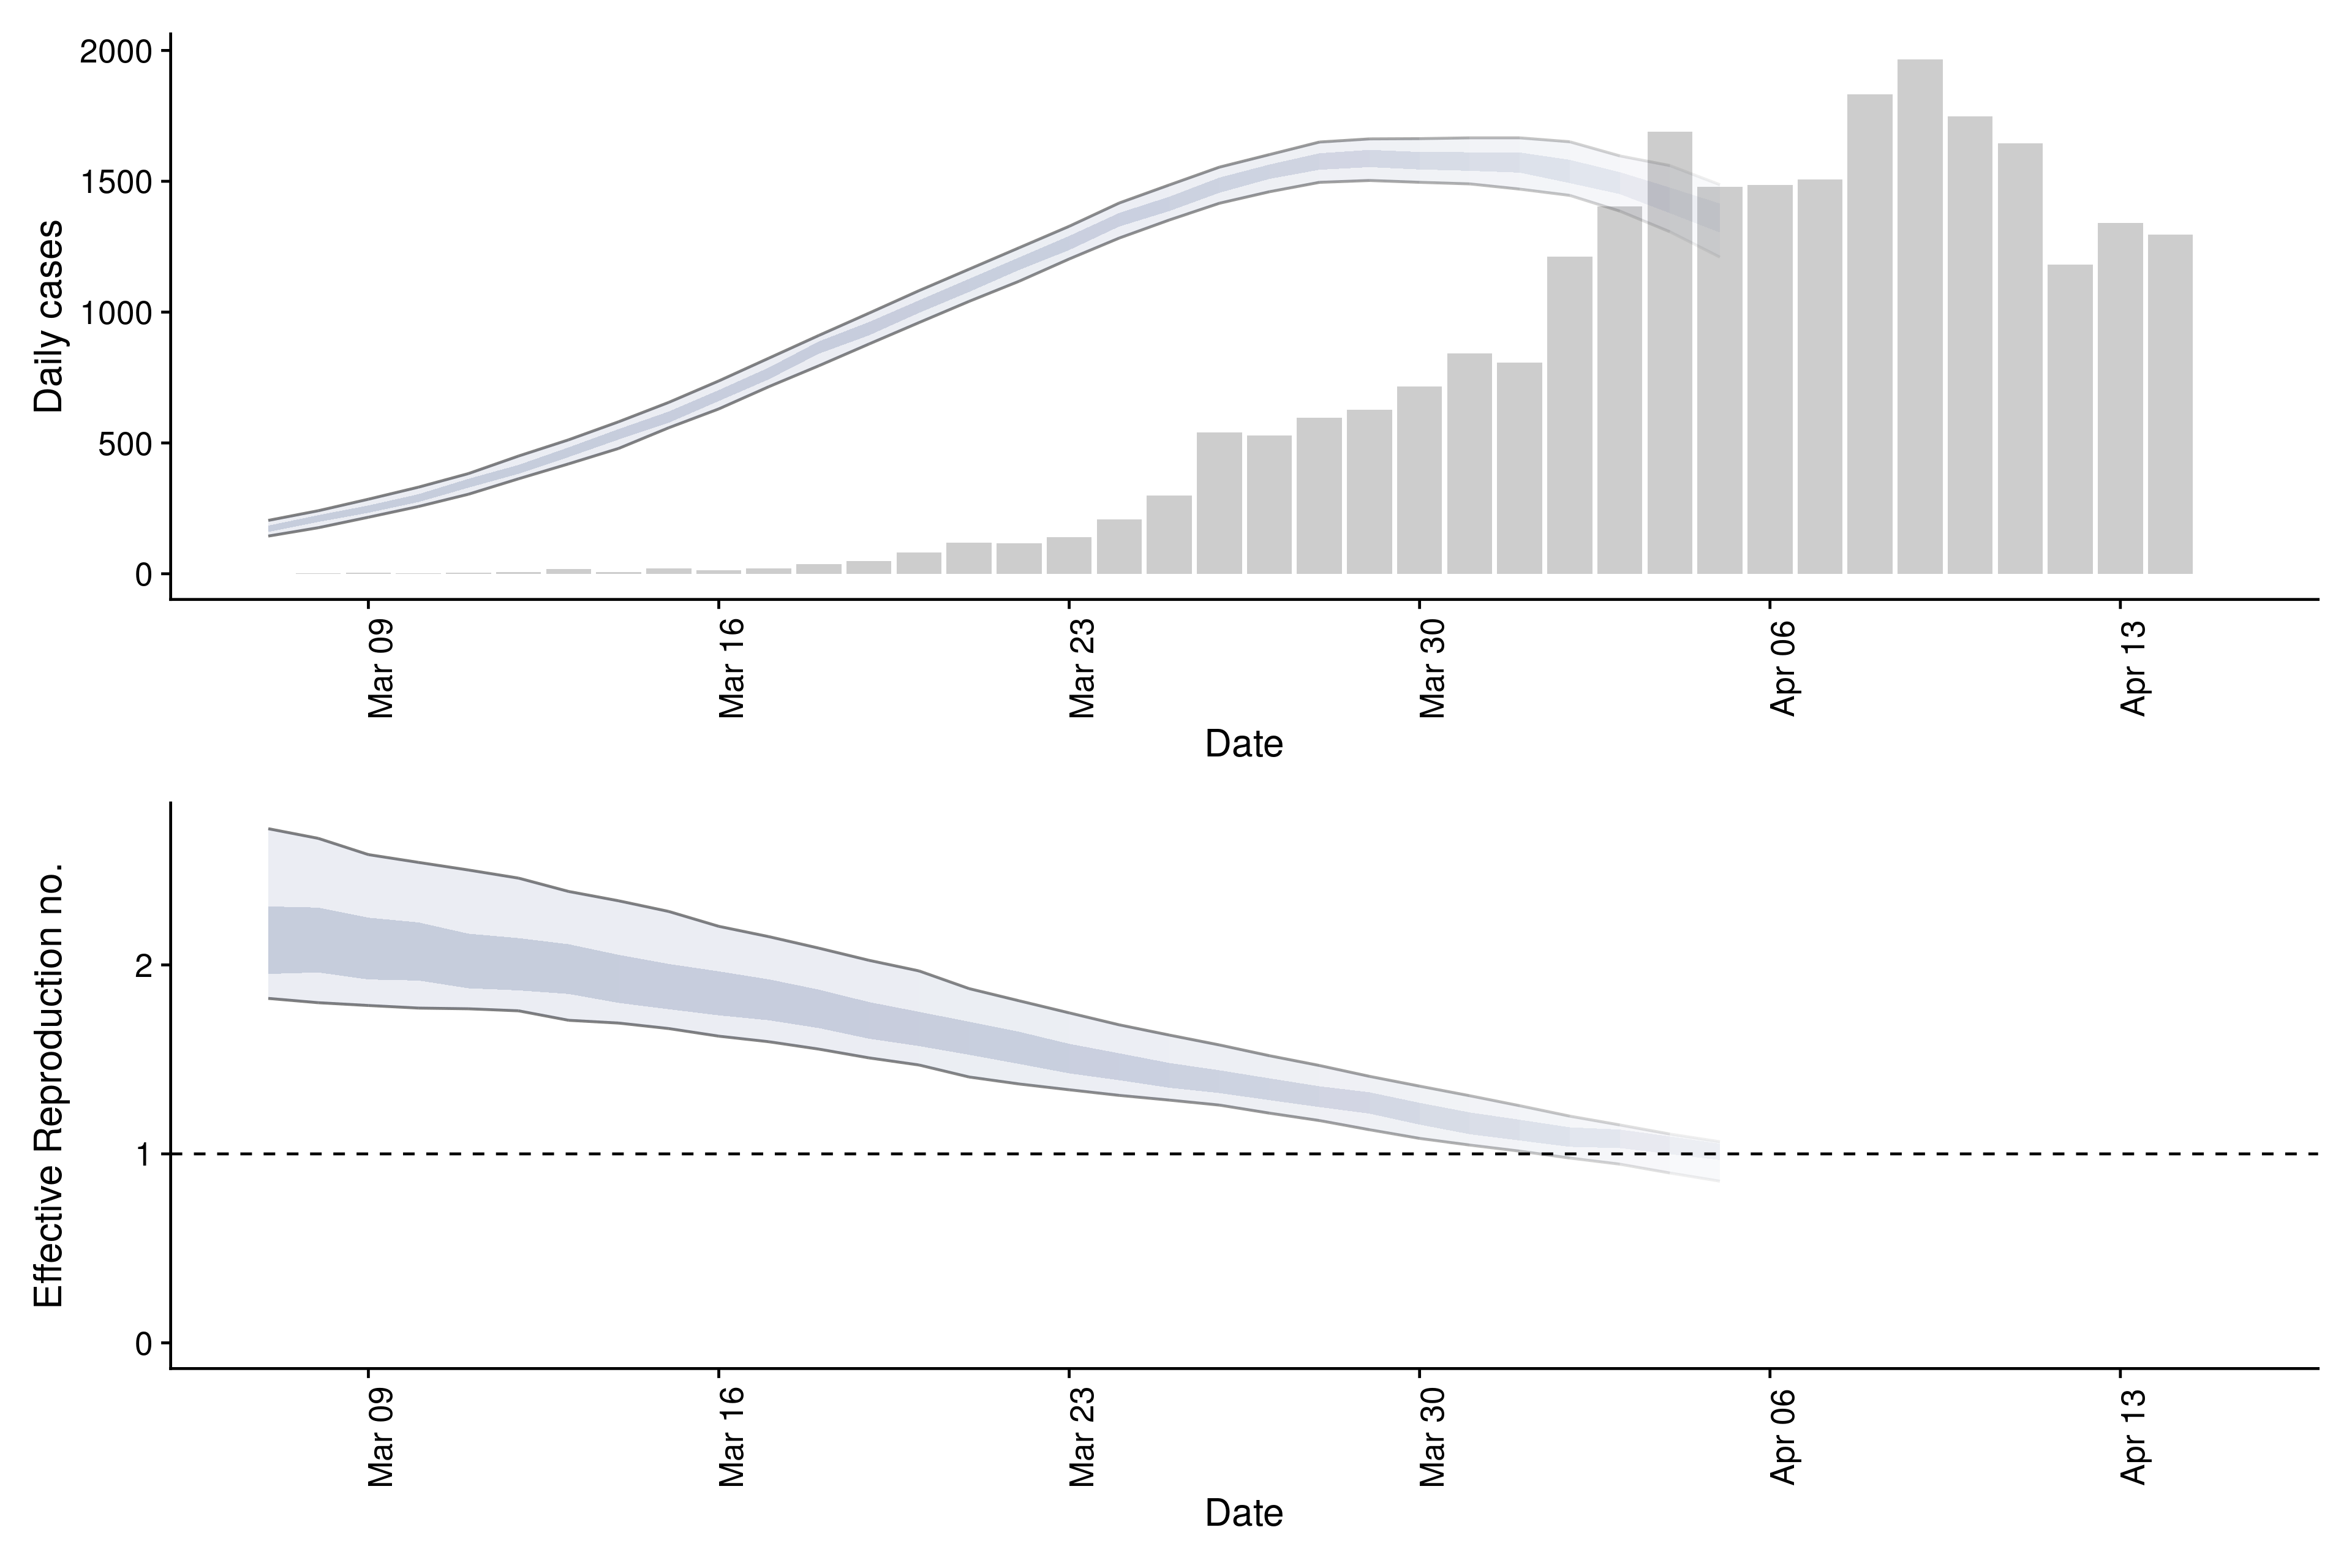 Daily cases
2000
1500
1000
500
0
Mar 09
Mar 16
Mar 23
Mar 30
Apr 06
Apr 13
Date
Effective Reproduction no.
2
1
0
Mar 09
Mar 16
Mar 23
Mar 30
Apr 06
Apr 13
Date